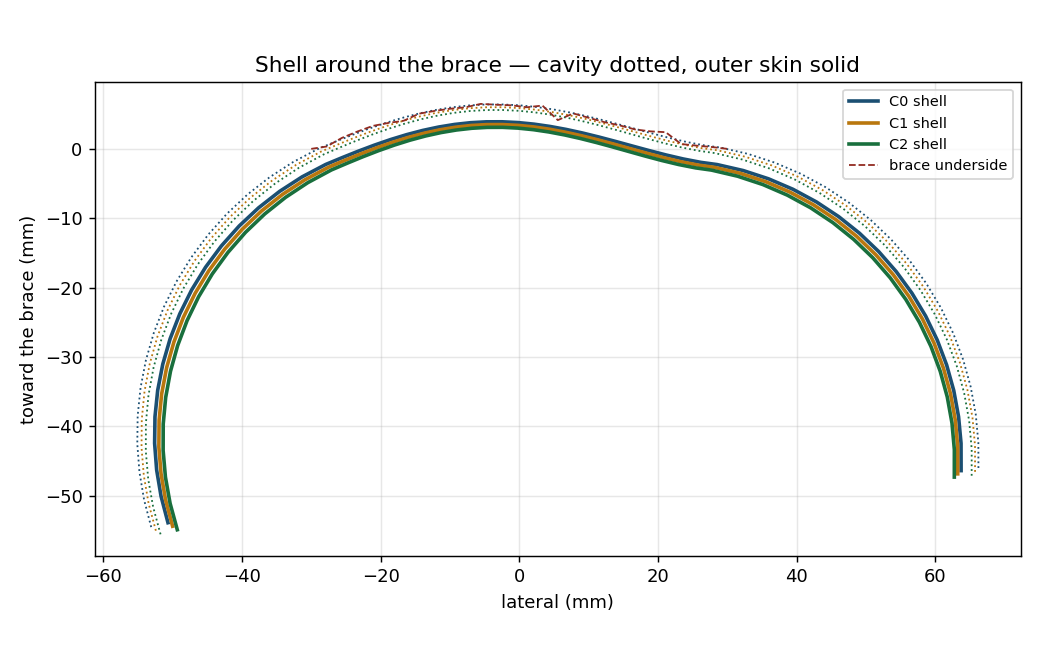 Shell around the brace — cavity dotted, outer skin solid
C0 shell
C1 shell
C2 shell
brace underside
toward the brace (mm)
0
−10
−20
−30
−40
−50
−60
−40
−20
0
20
40
60
lateral (mm)